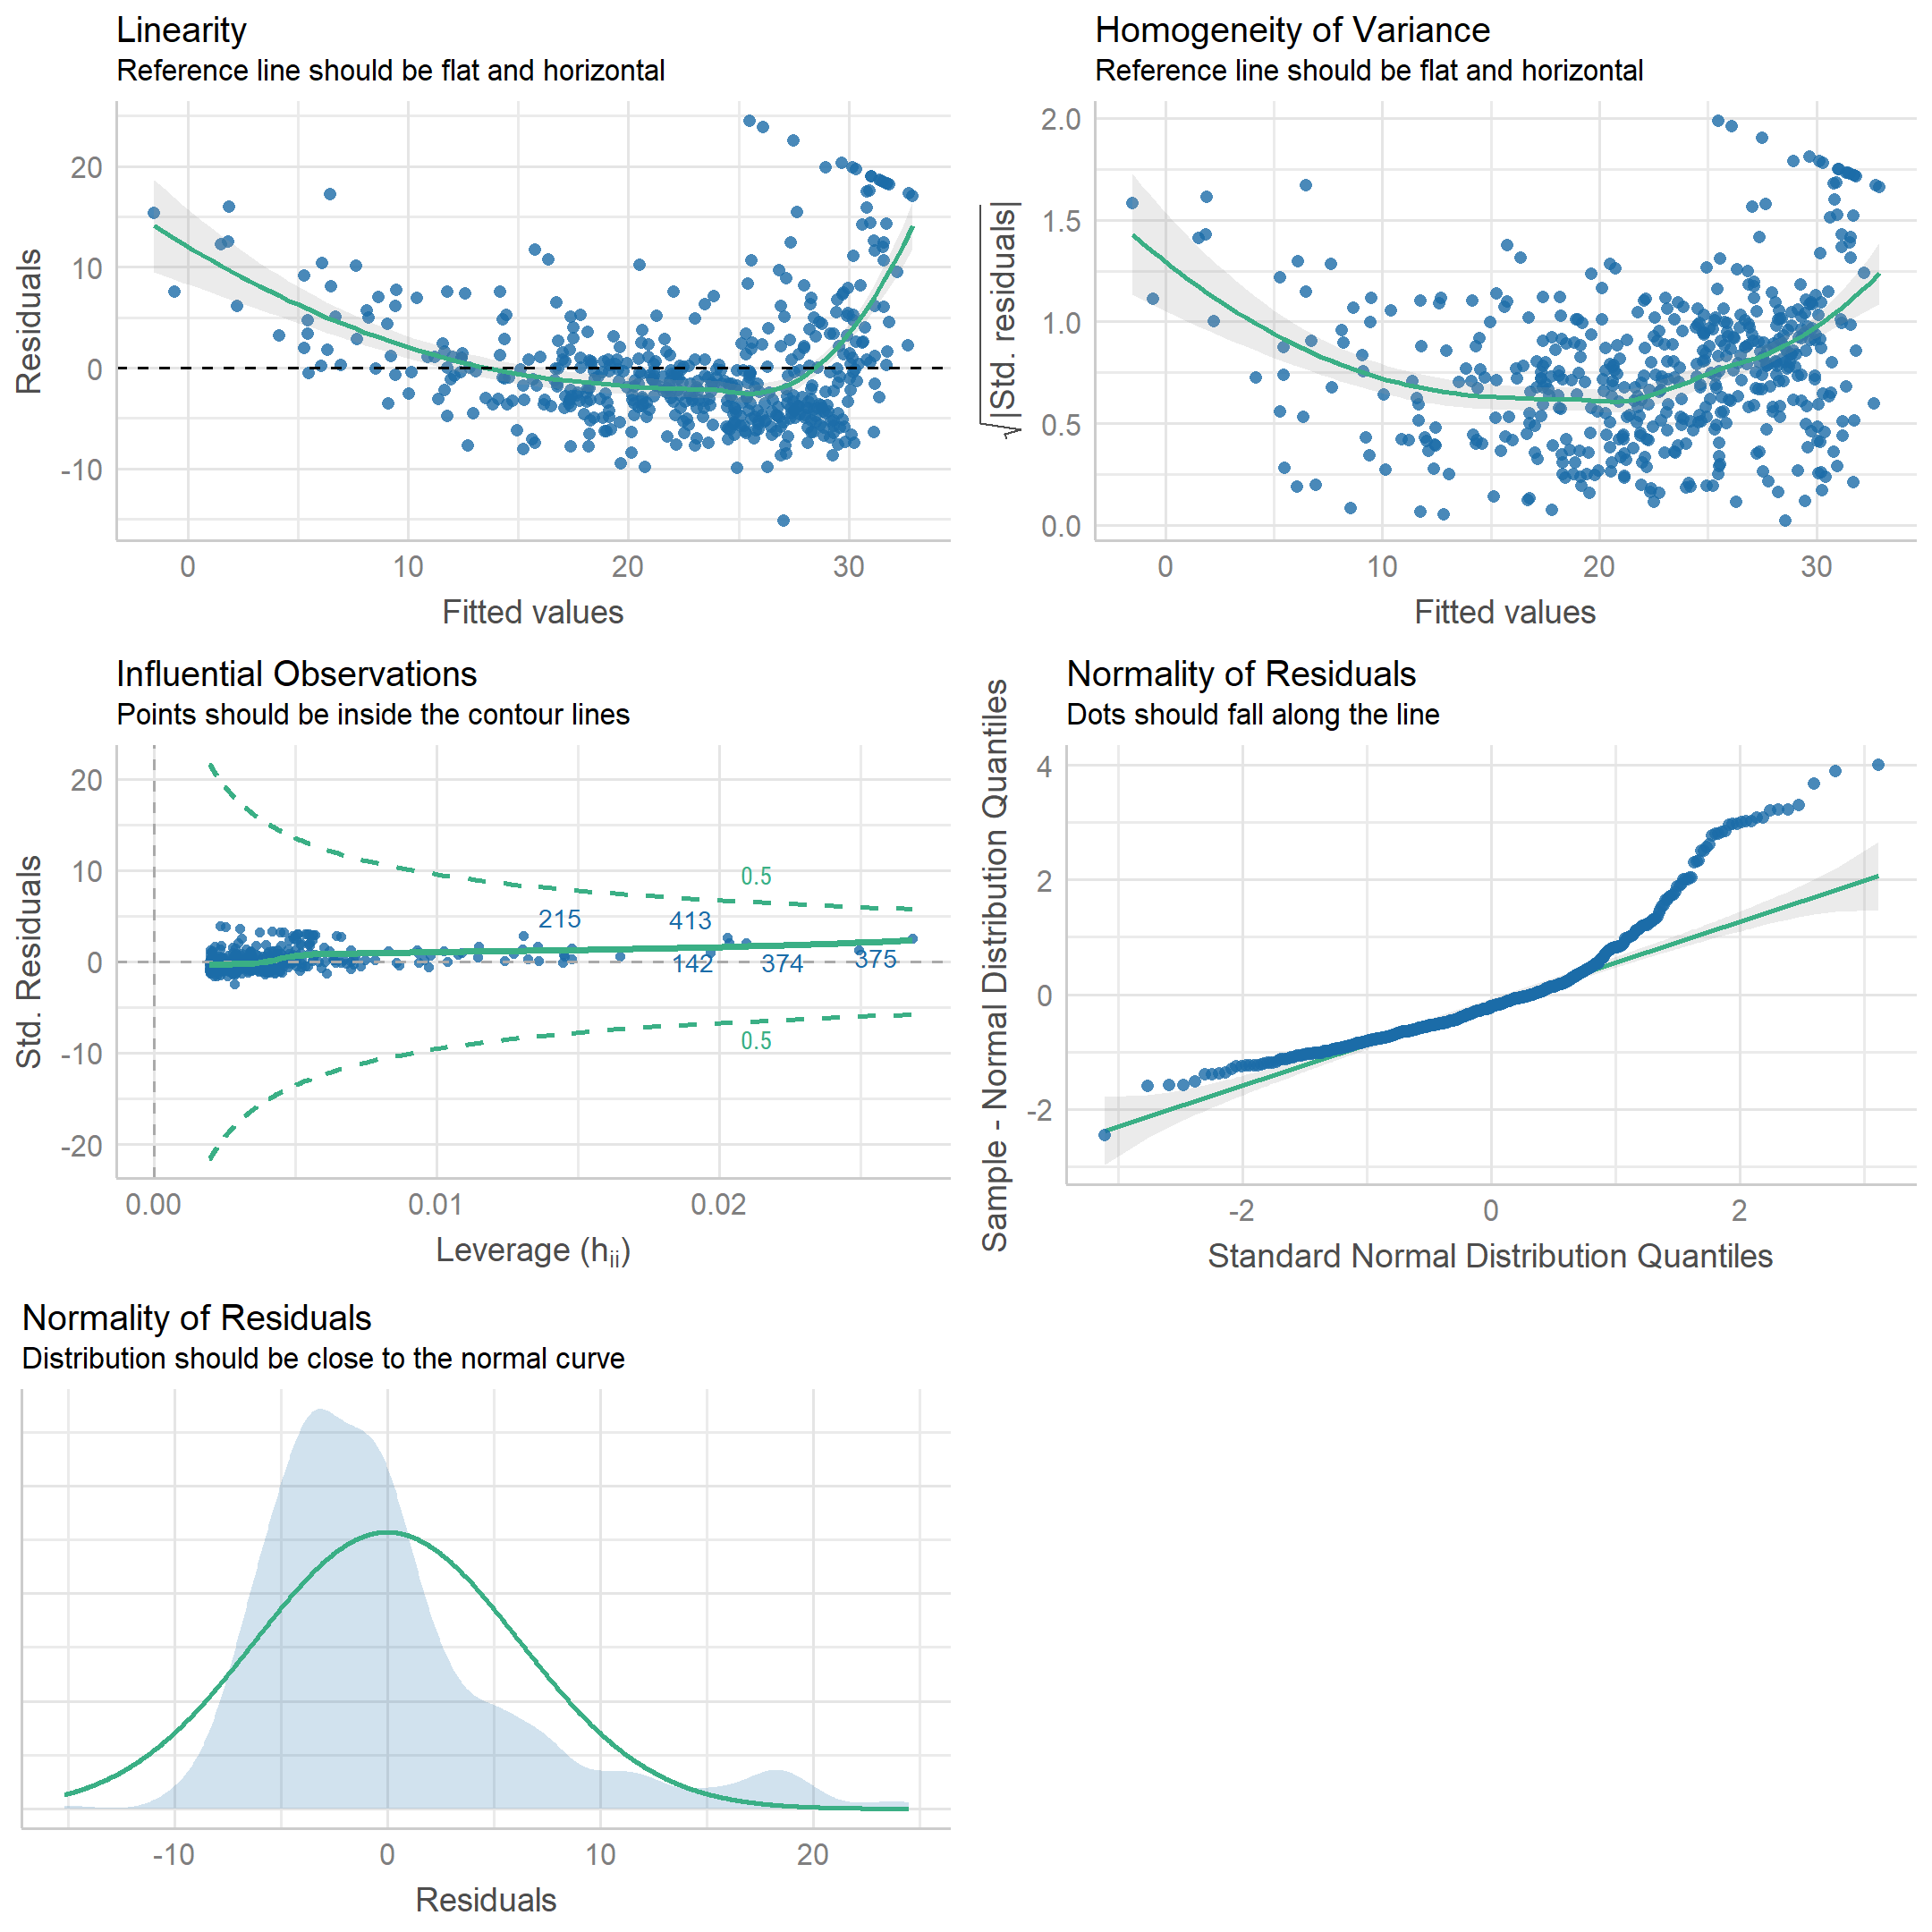 Linearity
Reference line should be flat and horizontal
Residuals
20
10
0
-10
0
10
20
30
Fitted values
Homogeneity of Variance
Reference line should be flat and horizontal
√|Std. residuals|
2.0
1.5
1.0
0.5
0.0
0
10
20
30
Fitted values
Influential Observations
Points should be inside the contour lines
Std. Residuals
20
10
0
-10
-20
0.5
215
413
142
374
375
0.5
0.00
0.01
0.02
Leverage (hii)
Normality of Residuals
Dots should fall along the line
Sample - Normal Distribution Quantiles
4
2
0
-2
-2
0
2
Standard Normal Distribution Quantiles
Normality of Residuals
Distribution should be close to the normal curve
-10
0
10
20
Residuals